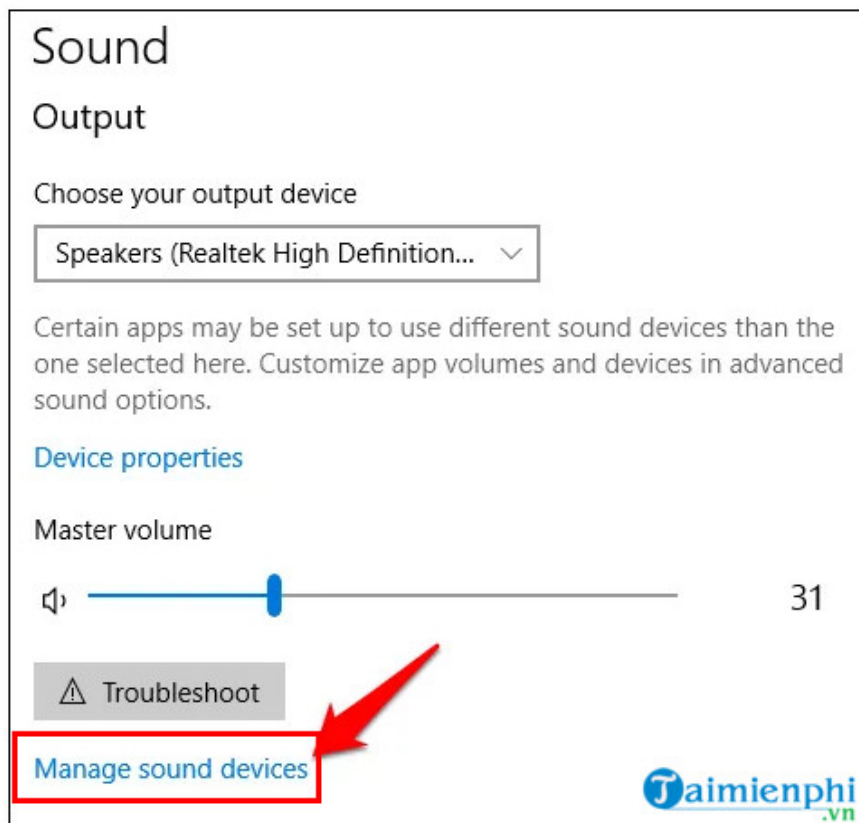 Sound
Output
Choose your output device
Speakers (Realtek High Definition...
Certain apps may be set up to use different sound devices than the
one selected here. Customize app volumes and devices in advanced
sound options.
Device properties
Master volume
31
Troubleshoot
Manage sound devices
Taimienphi
.vn